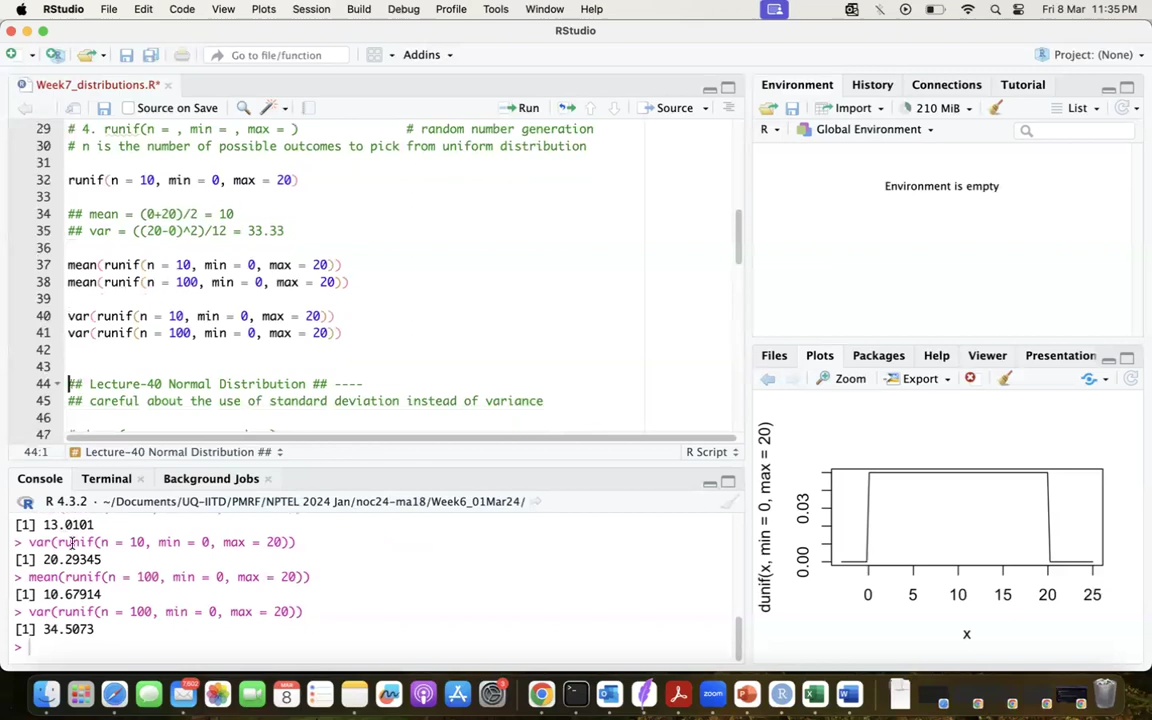 RStudio File Edit Code View Plots Session Build Debug Profile Tools Window Help Fri 8 Mar 11:35 PM
RStudio
Go to file/function Addins Project: (None)
Week7_distributions.R*
Source on Save Run Source
29 # 4. runif(n = , min = , max = ) # random number generation
30 # n is the number of possible outcomes to pick from uniform distribution
31
32 runif(n = 10, min = 0, max = 20)
33
34 ## mean = (0+20)/2 = 10
35 ## var = ((20-0)^2)/12 = 33.33
36
37 mean(runif(n = 10, min = 0, max = 20))
38 mean(runif(n = 100, min = 0, max = 20))
39
40 var(runif(n = 10, min = 0, max = 20))
41 var(runif(n = 100, min = 0, max = 20))
42
43
44 ## Lecture-40 Normal Distribution ## ----
45 ## careful about the use of standard deviation instead of variance
46
47
44:1 Lecture-40 Normal Distribution ## R Script
Console Terminal Background Jobs
R 4.3.2 · ~/Documents/UQ-IITD/PMRF/NPTEL 2024 Jan/noc24-ma18/Week6_01Mar24/
[1] 13.0101
> var(runif(n = 10, min = 0, max = 20))
[1] 20.29345
> mean(runif(n = 100, min = 0, max = 20))
[1] 10.67914
> var(runif(n = 100, min = 0, max = 20))
[1] 34.5073
>
Environment History Connections Tutorial
Import 210 MiB List
R Global Environment
Environment is empty
Files Plots Packages Help Viewer Presentation
Zoom Export
dunif(x, min = 0, max = 20)
0.03
0.00
0 5 10 15 20 25
x